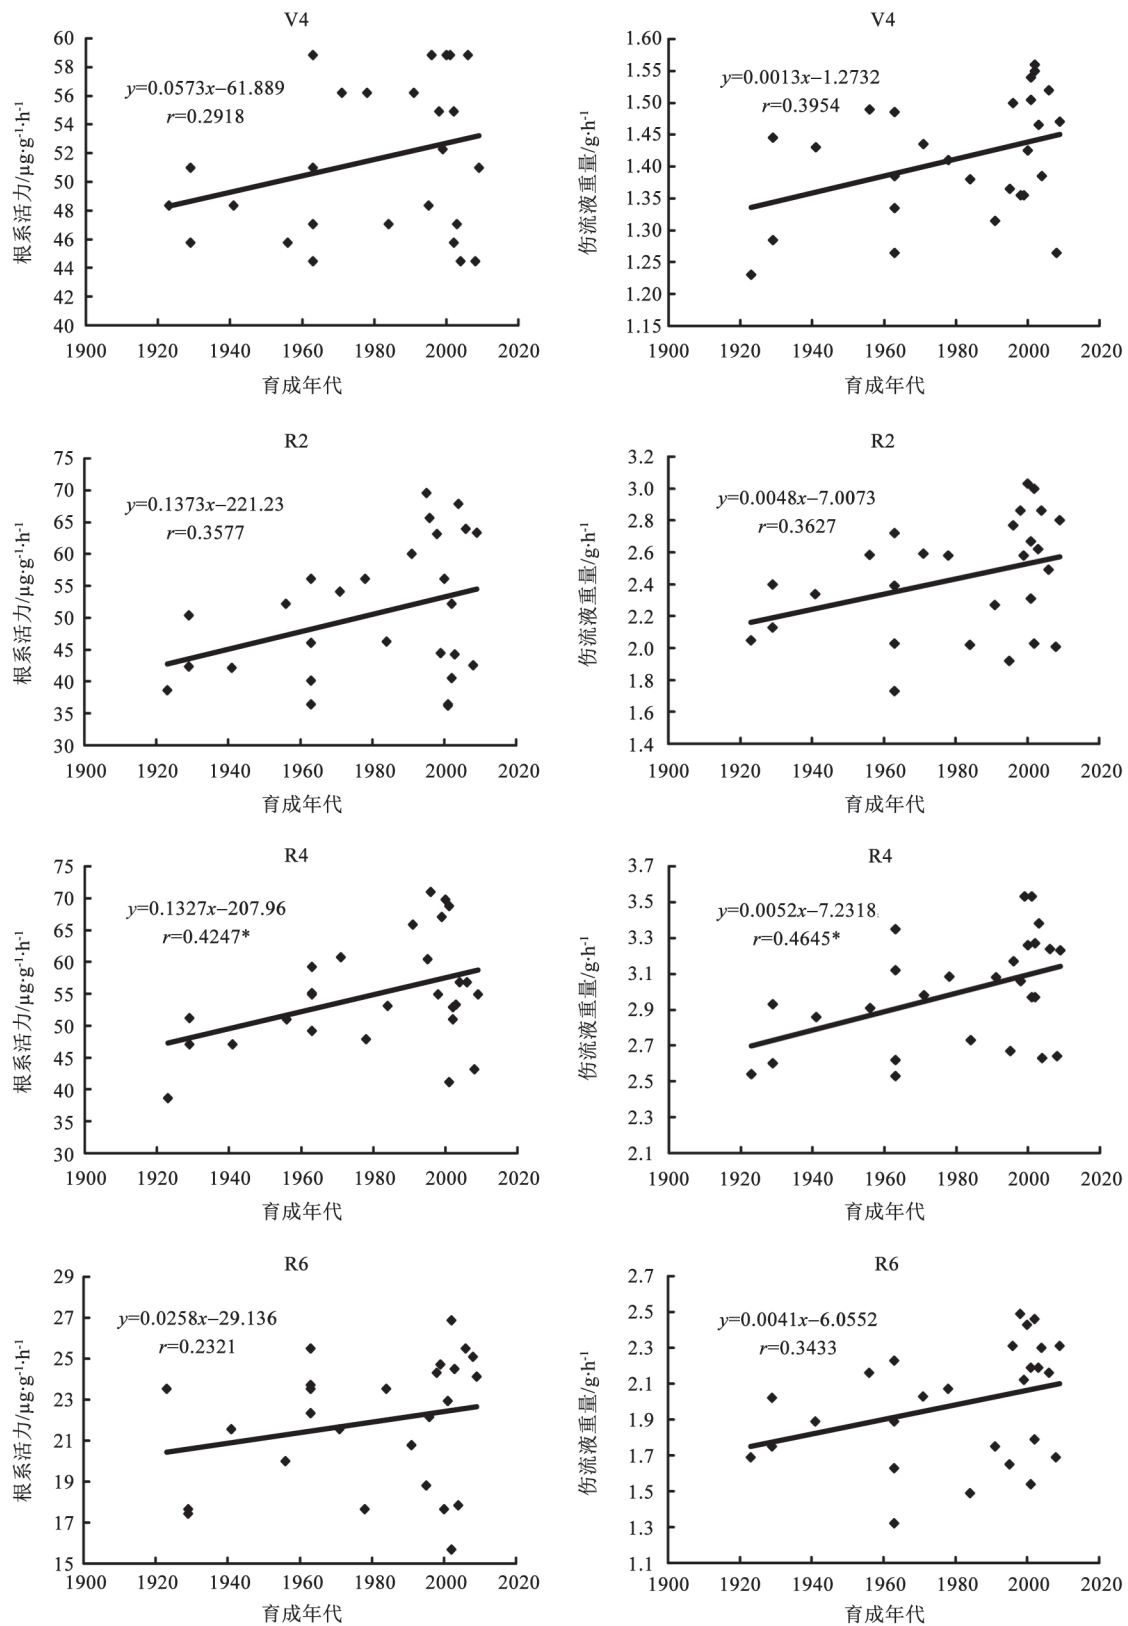 V4
60
58
56
54
52
50
48
46
44
42
40
y=0.0573x−61.889
r=0.2918
根系活力/μg·g⁻¹·h⁻¹
1900 1920 1940 1960 1980 2000 2020
育成年代
V4
1.60
1.55
1.50
1.45
1.40
1.35
1.30
1.25
1.20
1.15
y=0.0013x−1.2732
r=0.3954
伤流液重量/g·h⁻¹
1900 1920 1940 1960 1980 2000 2020
育成年代
R2
75
70
65
60
55
50
45
40
35
30
y=0.1373x−221.23
r=0.3577
根系活力/μg·g⁻¹·h⁻¹
1900 1920 1940 1960 1980 2000 2020
育成年代
R2
3.2
3.0
2.8
2.6
2.4
2.2
2.0
1.8
1.6
1.4
y=0.0048x−7.0073
r=0.3627
伤流液重量/g·h⁻¹
1900 1920 1940 1960 1980 2000 2020
育成年代
R4
75
70
65
60
55
50
45
40
35
30
y=0.1327x−207.96
r=0.4247*
根系活力/μg·g⁻¹·h⁻¹
1900 1920 1940 1960 1980 2000 2020
育成年代
R4
3.7
3.5
3.3
3.1
2.9
2.7
2.5
2.3
2.1
y=0.0052x−7.2318
r=0.4645*
伤流液重量/g·h⁻¹
1900 1920 1940 1960 1980 2000 2020
育成年代
R6
29
27
25
23
21
19
17
15
y=0.0258x−29.136
r=0.2321
根系活力/μg·g⁻¹·h⁻¹
1900 1920 1940 1960 1980 2000 2020
育成年代
R6
2.7
2.5
2.3
2.1
1.9
1.7
1.5
1.3
1.1
y=0.0041x−6.0552
r=0.3433
伤流液重量/g·h⁻¹
1900 1920 1940 1960 1980 2000 2020
育成年代